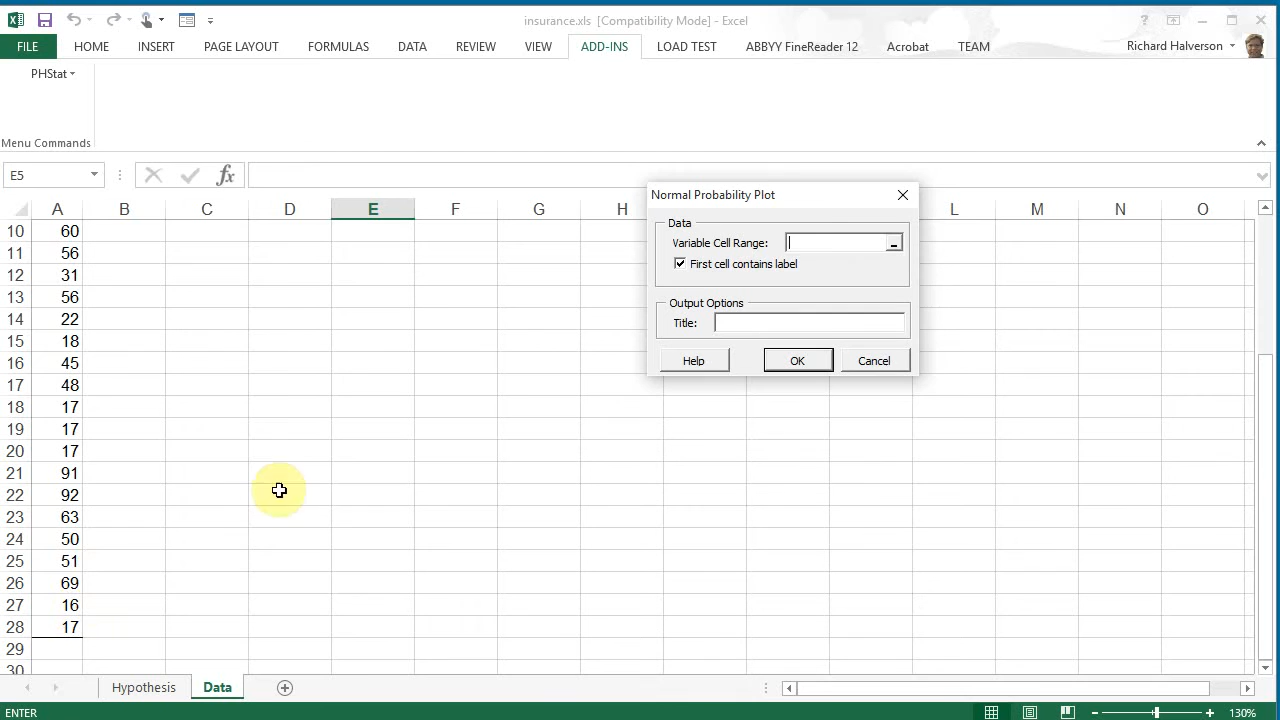 insurance.xls [Compatibility Mode] - Excel
?
FILE HOME INSERT PAGE LAYOUT FORMULAS DATA REVIEW VIEW ADD-INS LOAD TEST ABBYY FineReader 12 Acrobat TEAM Richard Halverson
PHStat
Menu Commands
E5 fx
Normal Probability Plot
Data
Variable Cell Range:
First cell contains label
Output Options
Title:
Help OK Cancel
A B C D E F G H L M N O
10 60
11 56
12 31
13 56
14 22
15 18
16 45
17 48
18 17
19 17
20 17
21 91
22 92
23 63
24 50
25 51
26 69
27 16
28 17
29
30
Hypothesis Data
ENTER 130%